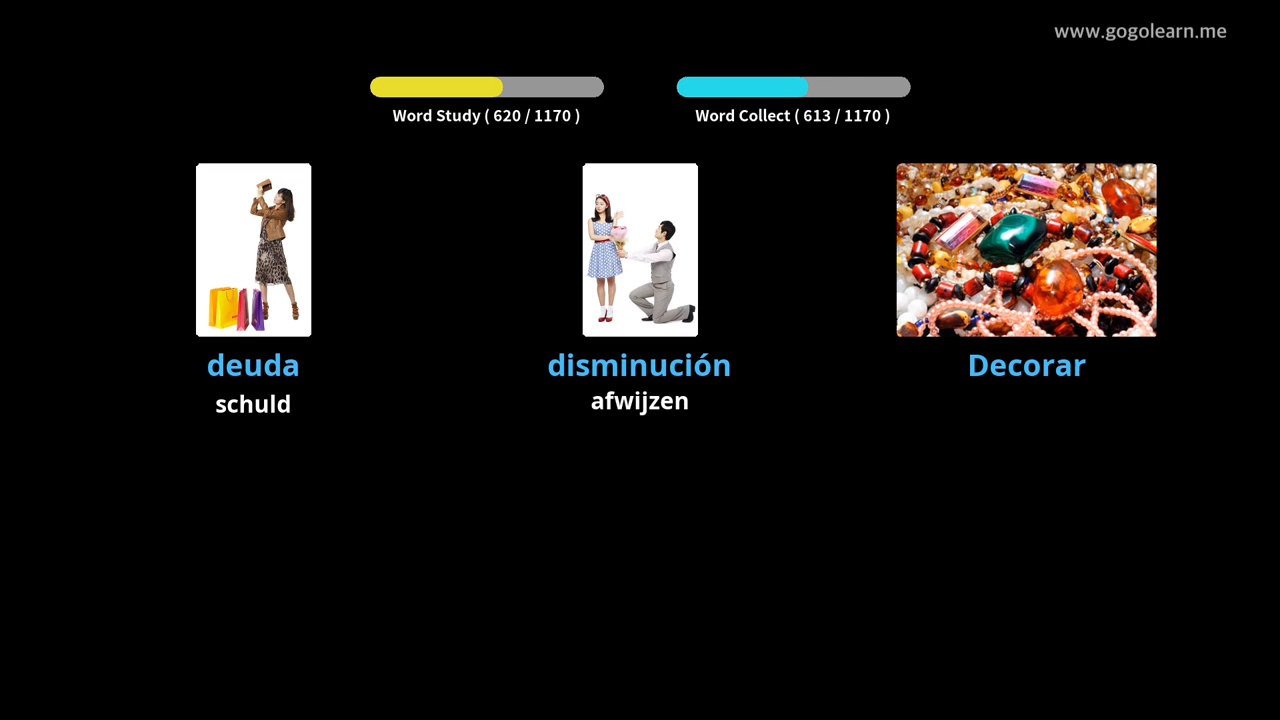 www.gogolearn.me
Word Study ( 620 / 1170 )
Word Collect ( 613 / 1170 )
deuda
schuld
disminución
afwijzen
Decorar